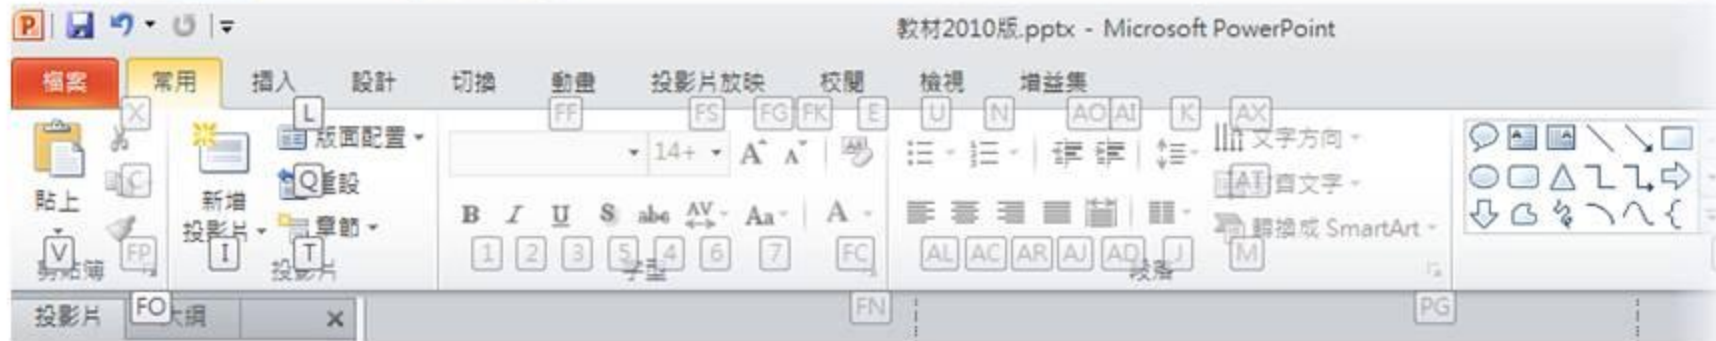 教材2010版.pptx - Microsoft PowerPoint
檔案 常用 插入 設計 切換 動畫 投影片放映 校閱 檢視 增益集
X L FF FS FG FK E U N AO AI K AX
版面配置 14+ A A 文字方向
C Q 重設 AT 直文字
貼上 新增 B I U S abc AV Aa A
投影片 章節 轉換成 SmartArt
V FP I T 1 2 3 5 4 6 7 FC AL AC AR AJ AD J M
剪貼簿 投影片 字型 段落
投影片 FO 大綱 FN PG